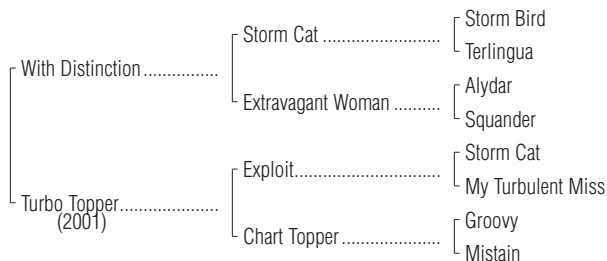 Storm Bird
Storm Cat ........................
Terlingua
With Distinction ...............
Alydar
Extravagant Woman ..........
Squander
Storm Cat
Exploit.............................
My Turbulent Miss
Turbo Topper....................
(2001)
Groovy
Chart Topper ....................
Mistain